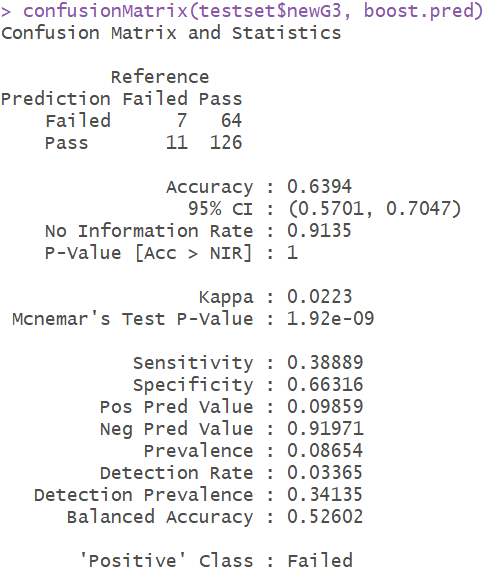 > confusionMatrix(testset$newG3, boost.pred)
Confusion Matrix and Statistics
Reference
Prediction Failed Pass
Failed 7 64
Pass 11 126
Accuracy : 0.6394
95% CI : (0.5701, 0.7047)
No Information Rate : 0.9135
P-Value [Acc > NIR] : 1
Kappa : 0.0223
Mcnemar's Test P-Value : 1.92e-09
Sensitivity : 0.38889
Specificity : 0.66316
Pos Pred Value : 0.09859
Neg Pred Value : 0.91971
Prevalence : 0.08654
Detection Rate : 0.03365
Detection Prevalence : 0.34135
Balanced Accuracy : 0.52602
'Positive' Class : Failed